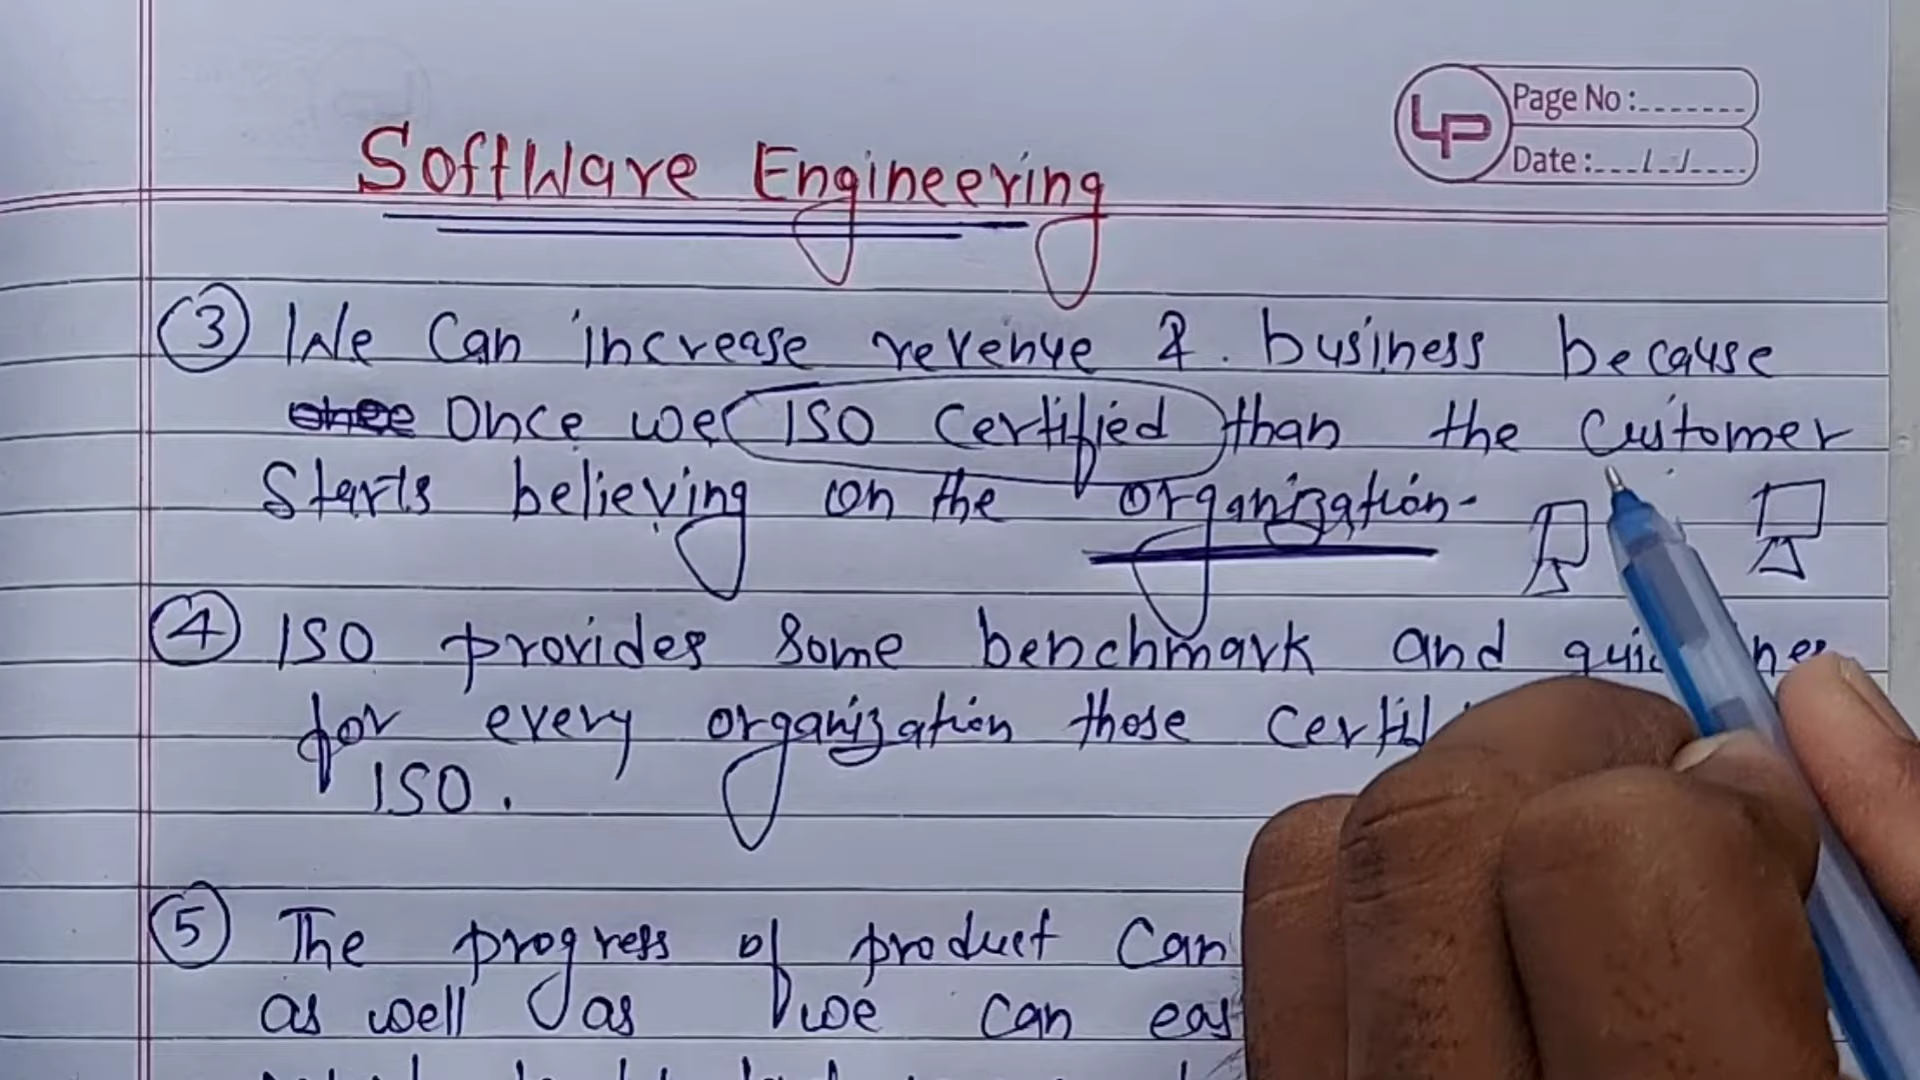 LP
Page No :
Date :
Software Engineering
3 We Can increase revenue & . business because
Once we ISO Certified than the Customer
Starts believing on the organization-
4 ISO provides some benchmark and
for every organization those
ISO.
5 The progress of product Can
as well as we can